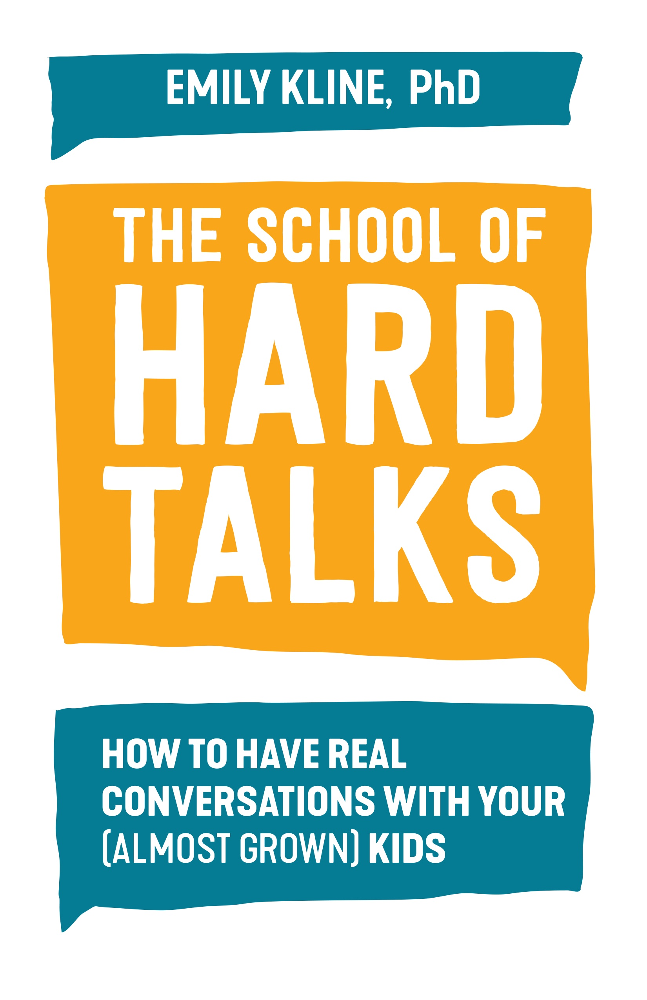 EMILY KLINE, PhD
THE SCHOOL OF
HARD
TALKS
HOW TO HAVE REAL
CONVERSATIONS WITH YOUR
(ALMOST GROWN) KIDS